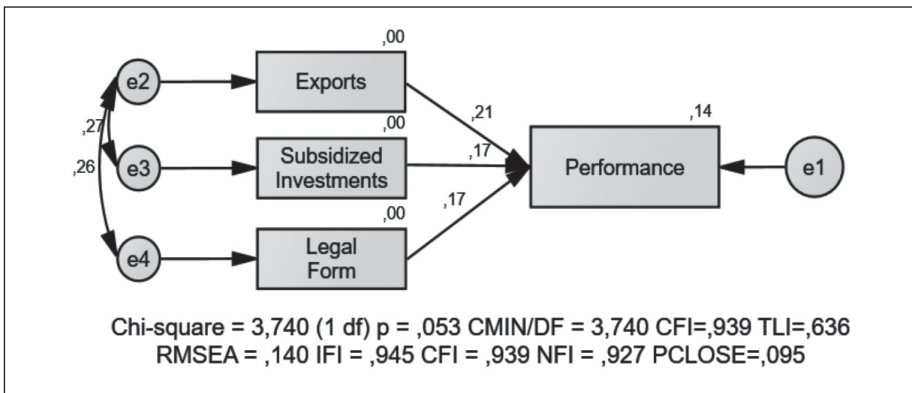 ,00
e2
Exports
,27
,21
,00
,14
e3
Subsidized
Investments
,17
Performance
e1
,26
,00
,17
e4
Legal
Form
Chi-square = 3,740 (1 df) p = ,053 CMIN/DF = 3,740 CFI=,939 TLI=,636
RMSEA = ,140 IFI = ,945 CFI = ,939 NFI = ,927 PCLOSE=,095